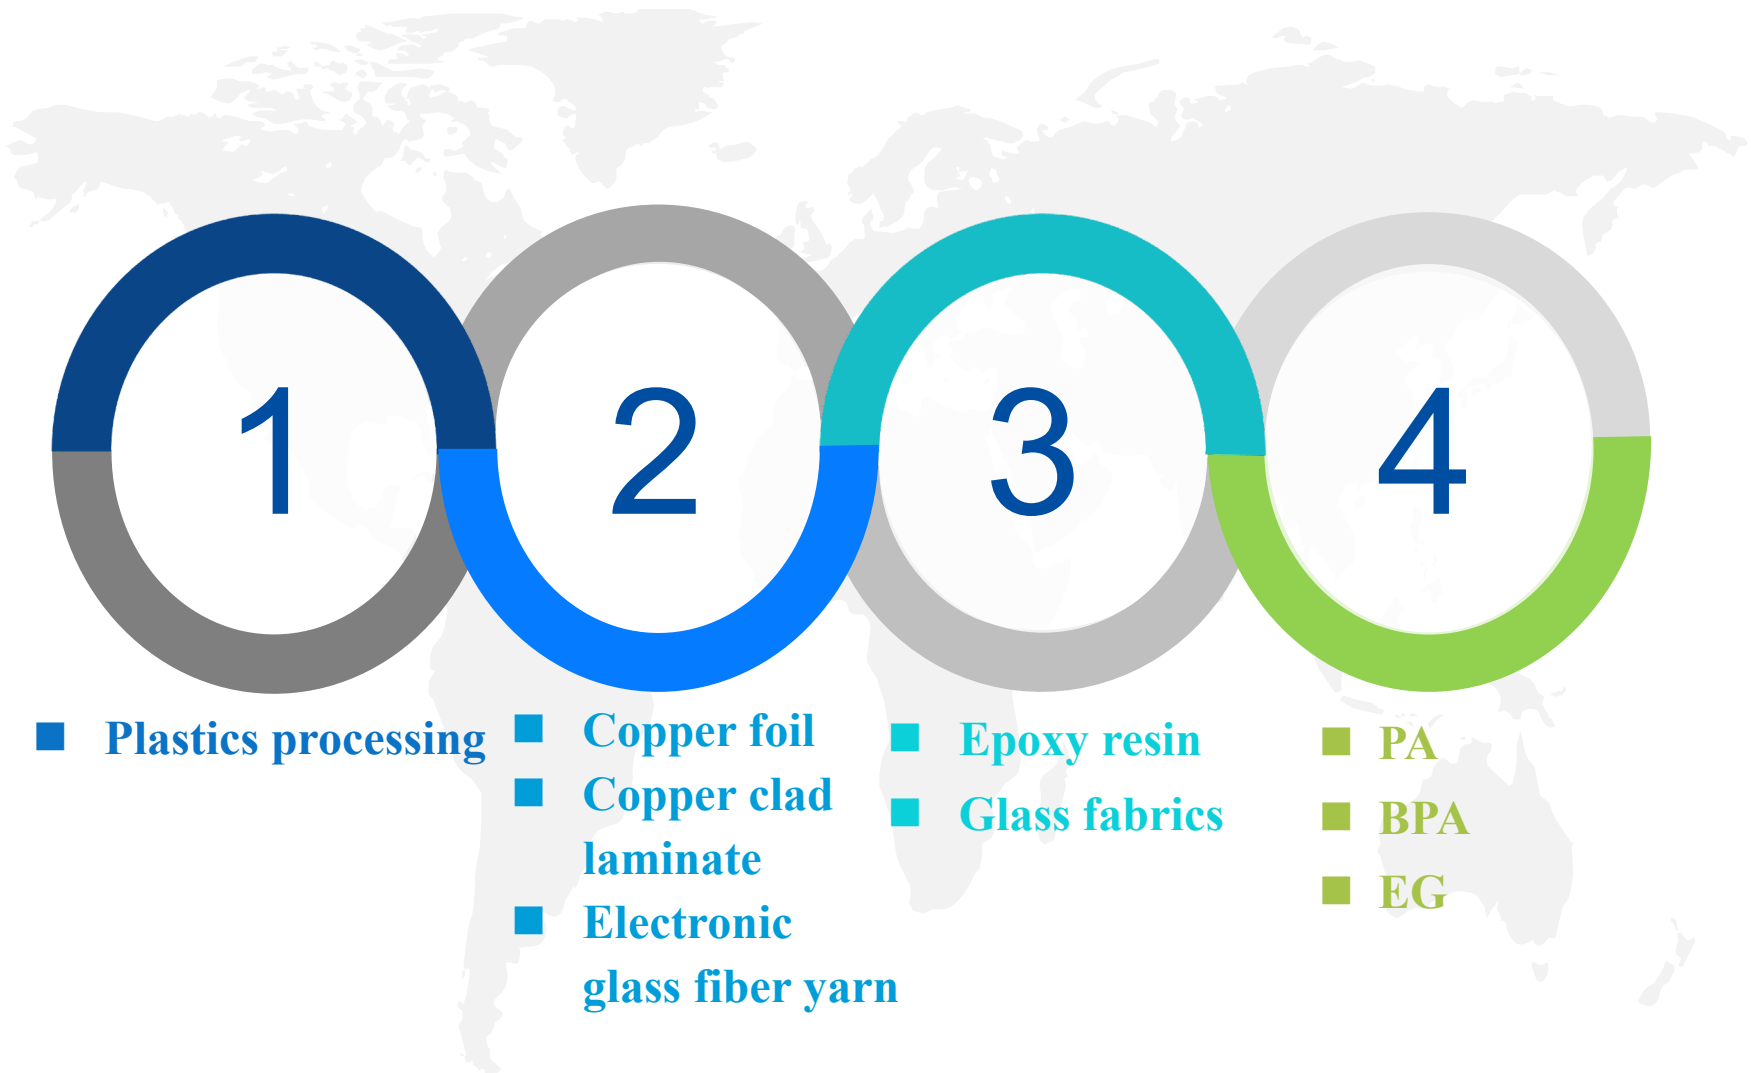 1
2
3
4
Plastics processing
Copper foil
Copper clad
laminate
Electronic
glass fiber yarn
Epoxy resin
Glass fabrics
PA
BPA
EG